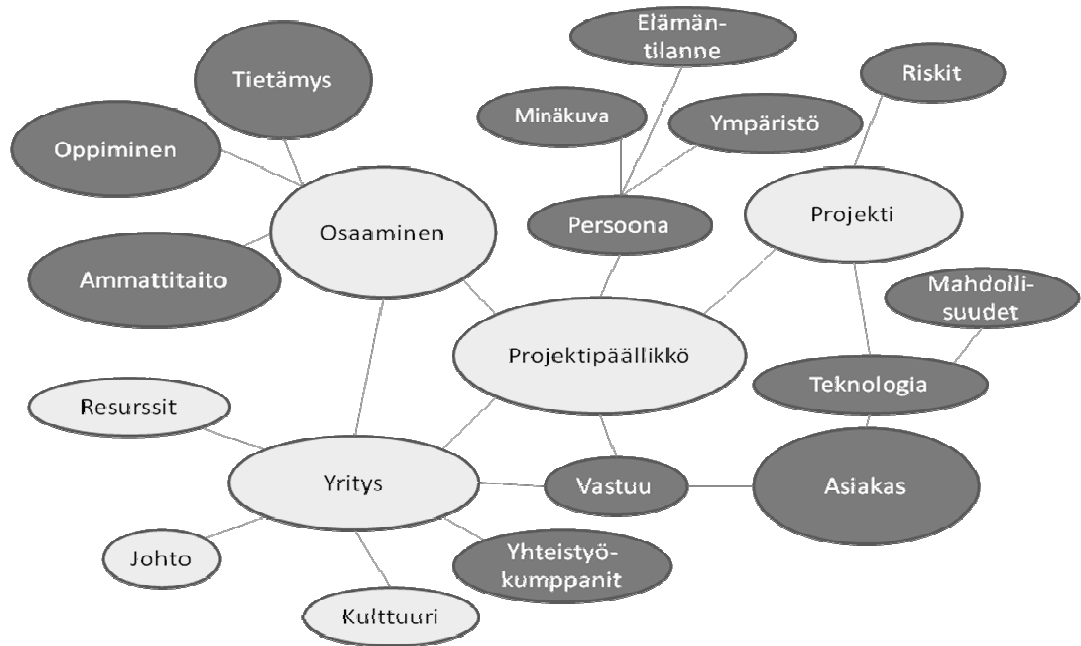 Elämän-
tilanne
Tietämys
Riskit
Minäkuva
Ympäristö
Oppiminen
Projekti
Persoona
Osaaminen
Ammattitaito
Mahdolli-
suudet
Projektipäällikkö
Teknologia
Resurssit
Yritys
Vastuu
Asiakas
Johto
Yhteistyö-
kumppanit
Kulttuuri